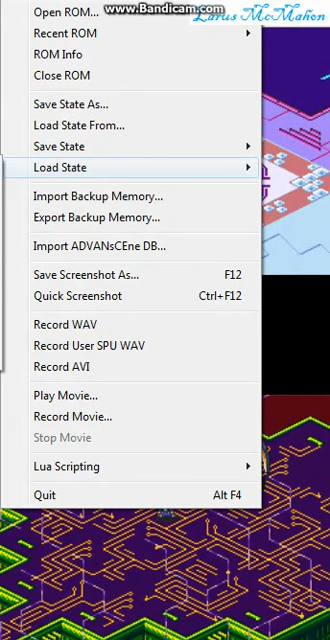 www.Bandicam.com
Larus McMahon
Open ROM...
Recent ROM
ROM Info
Close ROM
Save State As...
Load State From...
Save State
Load State
Import Backup Memory...
Export Backup Memory...
Import ADVANsCEne DB...
Save Screenshot As... F12
Quick Screenshot Ctrl+F12
Record WAV
Record User SPU WAV
Record AVI
Play Movie...
Record Movie...
Stop Movie
Lua Scripting
Quit Alt F4